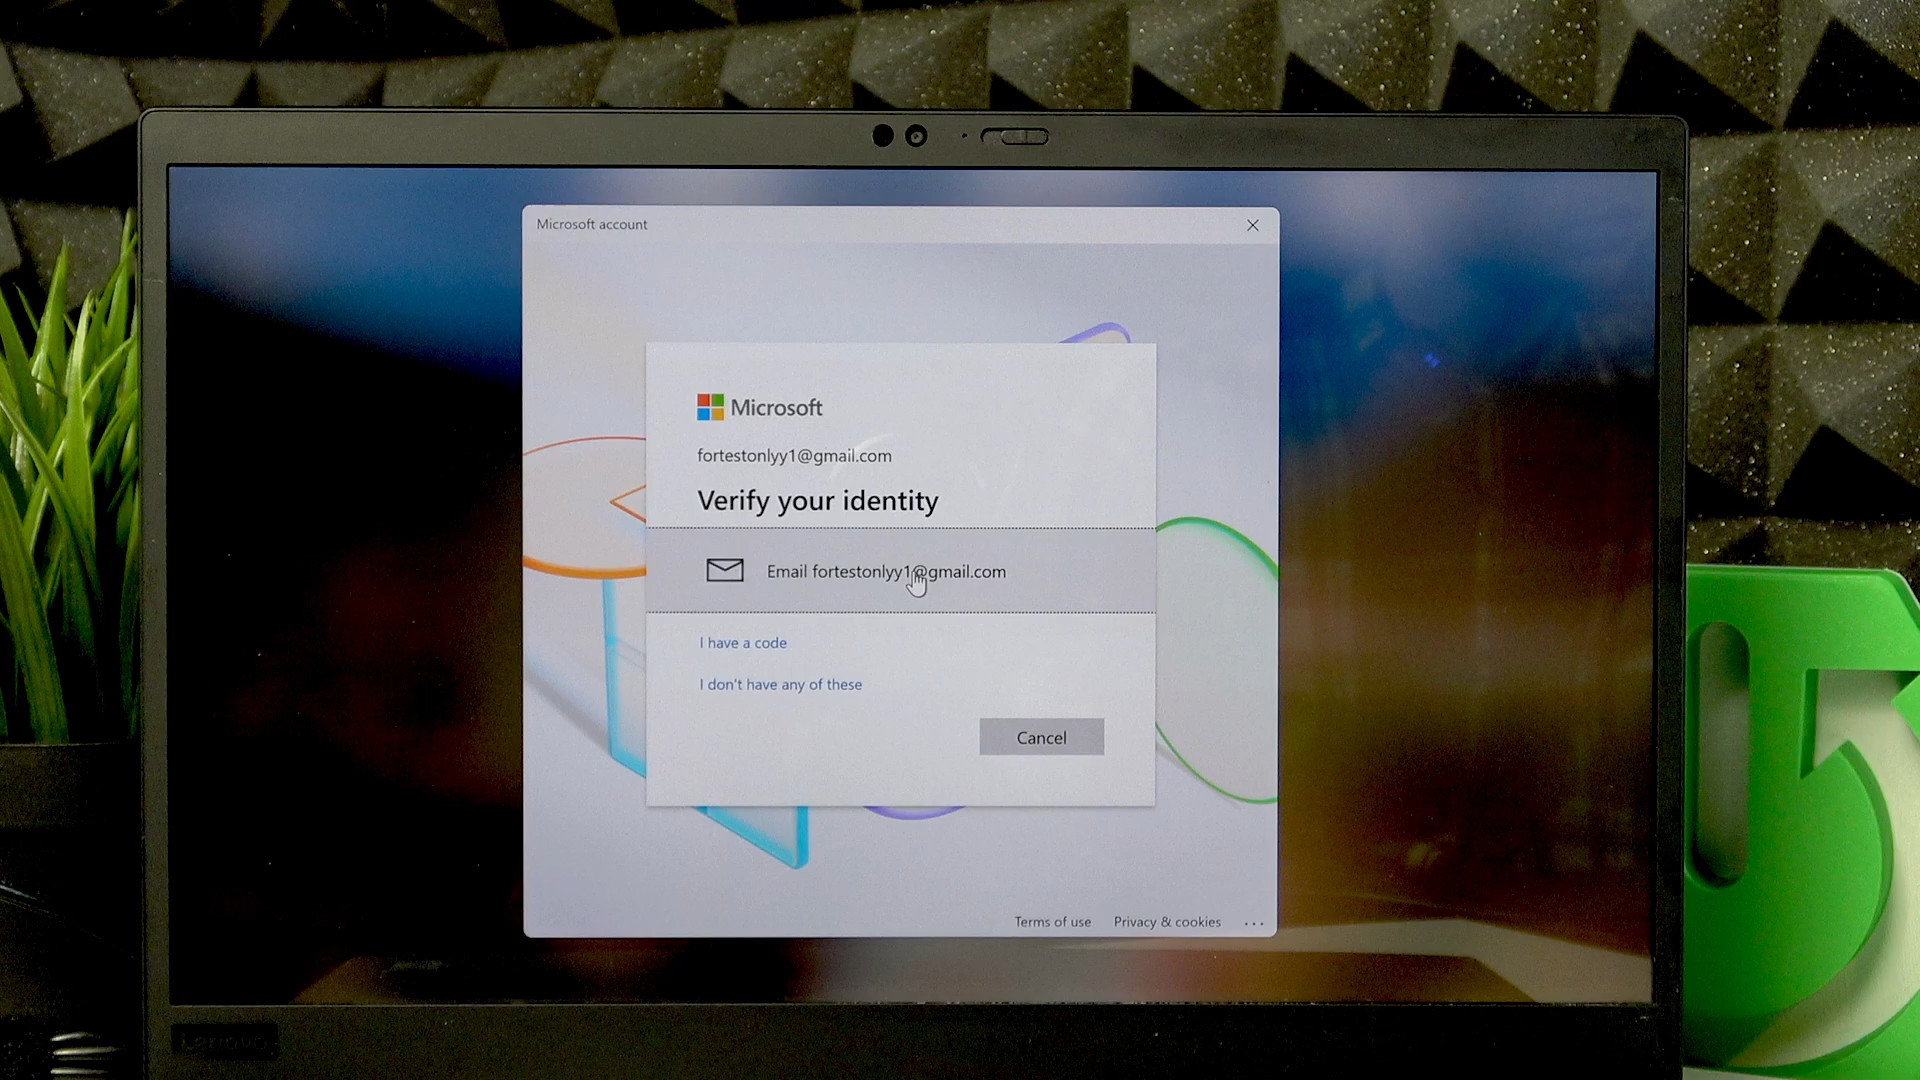 Microsoft account
Microsoft
fortestonlyy1@gmail.com
Verify your identity
Email fortestonlyy1@gmail.com
I have a code
I don't have any of these
Cancel
Terms of use Privacy & cookies ...
Lenovo